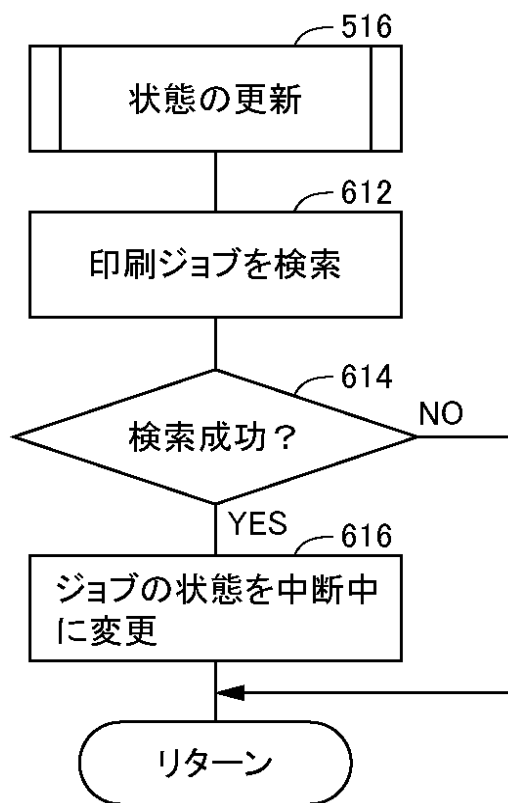 516
状態の更新
612
印刷ジョブを検索
614
検索成功？
NO
YES
616
ジョブの状態を中断中
に変更
リターン